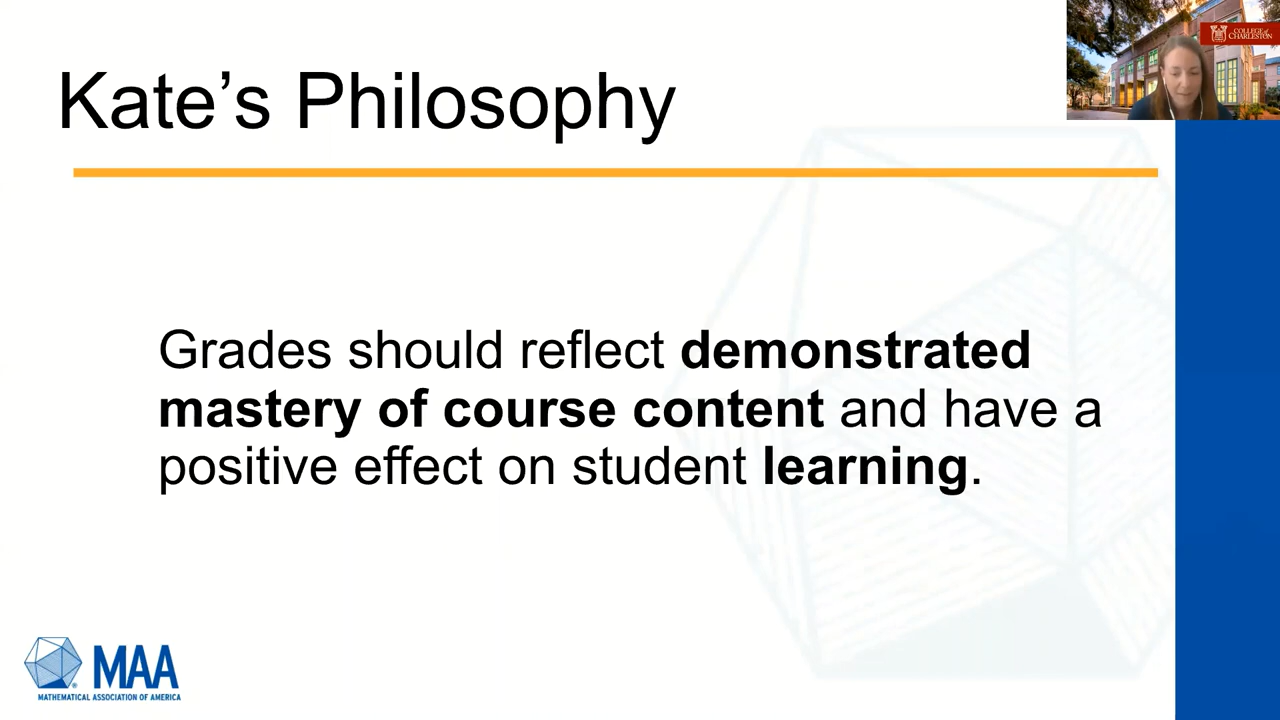 Kate's Philosophy
COLLEGE of
CHARLESTON
Grades should reflect demonstrated
mastery of course content and have a
positive effect on student learning.
MAA
MATHEMATICAL ASSOCIATION OF AMERICA